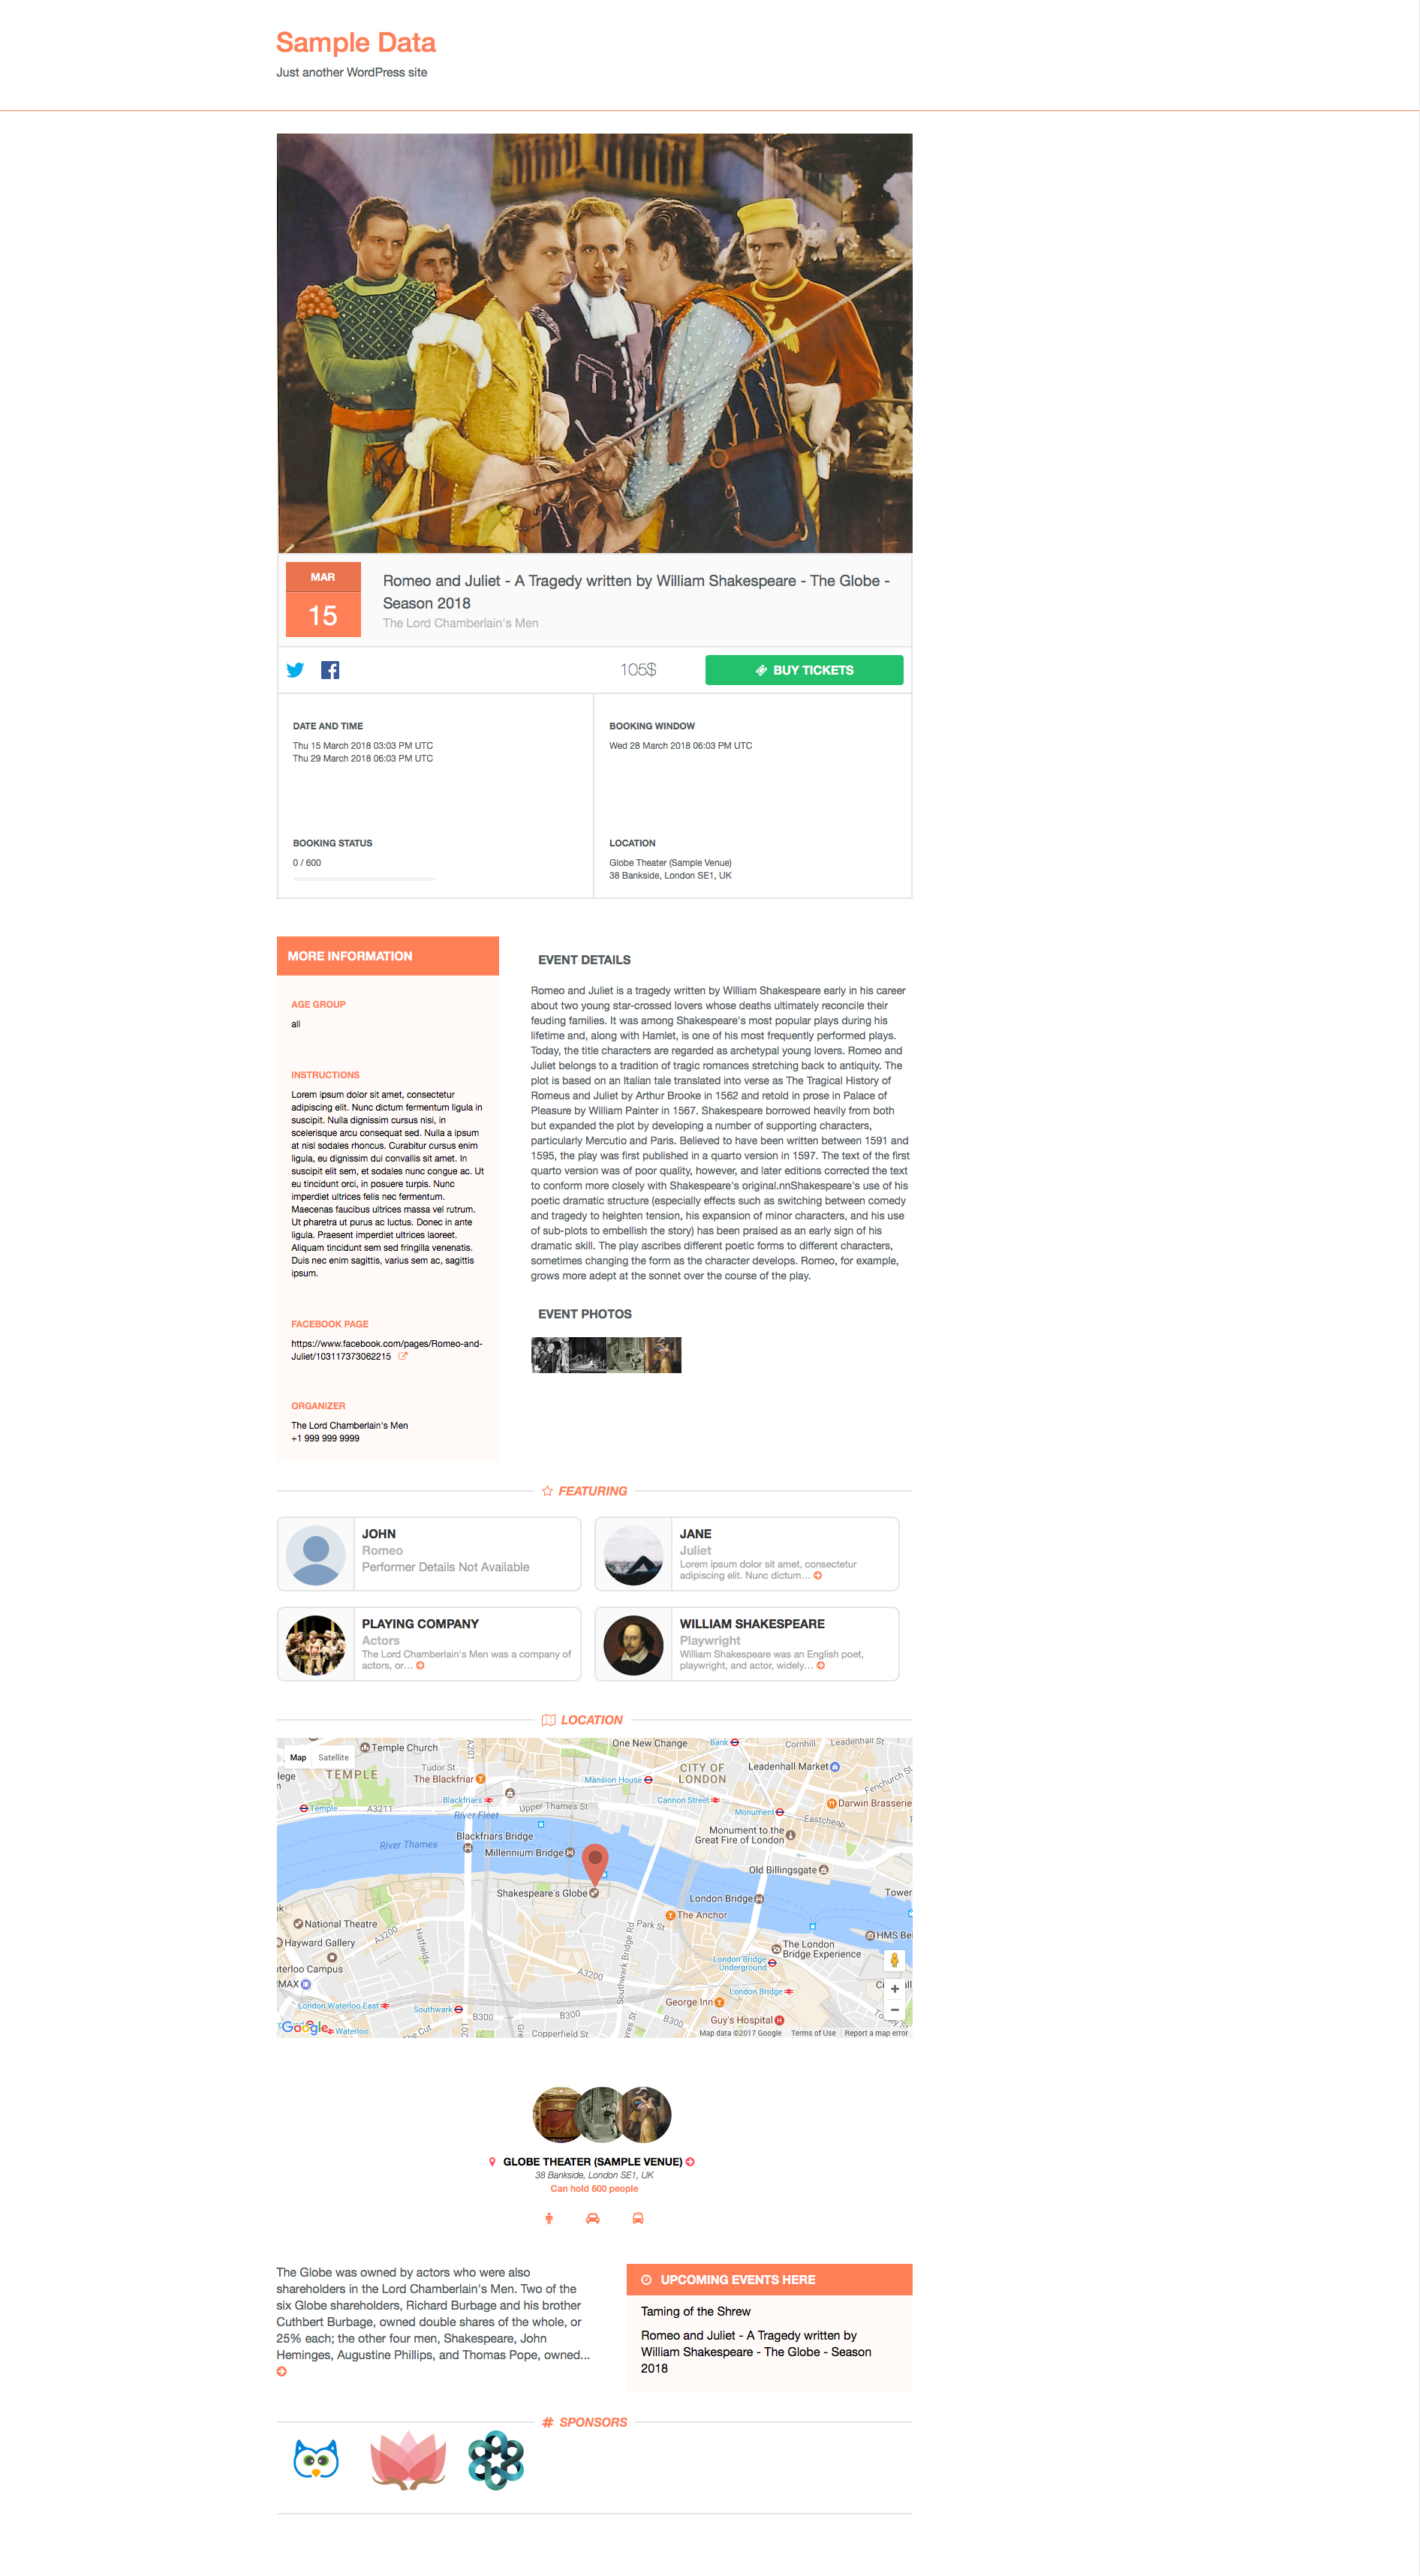 Sample Data
Just another WordPress site
MAR
15
Romeo and Juliet - A Tragedy written by William Shakespeare - The Globe -
Season 2018
The Lord Chamberlain's Men
105$
BUY TICKETS
DATE AND TIME
Thu 15 March 2018 03:03 PM UTC
Thu 29 March 2018 06:03 PM UTC
BOOKING WINDOW
Wed 28 March 2018 06:03 PM UTC
BOOKING STATUS
0 / 600
LOCATION
Globe Theater (Sample Venue)
38 Bankside, London SE1, UK
MORE INFORMATION
AGE GROUP
all
INSTRUCTIONS
Lorem ipsum dolor sit amet, consectetur
adipiscing elit. Nunc dictum fermentum ligula in
suscipit. Nulla dignissim cursus nisi, in
scelerisque arcu consequat sed. Nulla a ipsum
at nisl sodales rhoncus. Curabitur cursus enim
ligula, eu dignissim dui convallis sit amet. In
suscipit elit sem, et sodales nunc congue ac. Ut
eu tincidunt orci, in posuere turpis. Nunc
imperdiet ultrices felis nec fermentum.
Maecenas faucibus ultrices massa vel rutrum.
Ut pharetra ut purus ac luctus. Donec in ante
ligula. Praesent imperdiet ultrices laoreet.
Aliquam tincidunt sem sed fringilla venenatis.
Duis nec enim sagittis, varius sem ac, sagittis
ipsum.
FACEBOOK PAGE
https://www.facebook.com/pages/Romeo-and-
Juliet/103117373062215
ORGANIZER
The Lord Chamberlain's Men
+1 999 999 9999
EVENT DETAILS
Romeo and Juliet is a tragedy written by William Shakespeare early in his career
about two young star-crossed lovers whose deaths ultimately reconcile their
feuding families. It was among Shakespeare's most popular plays during his
lifetime and, along with Hamlet, is one of his most frequently performed plays.
Today, the title characters are regarded as archetypal young lovers. Romeo and
Juliet belongs to a tradition of tragic romances stretching back to antiquity. The
plot is based on an Italian tale translated into verse as The Tragical History of
Romeus and Juliet by Arthur Brooke in 1562 and retold in prose in Palace of
Pleasure by William Painter in 1567. Shakespeare borrowed heavily from both
but expanded the plot by developing a number of supporting characters,
particularly Mercutio and Paris. Believed to have been written between 1591 and
1595, the play was first published in a quarto version in 1597. The text of the first
quarto version was of poor quality, however, and later editions corrected the text
to conform more closely with Shakespeare's original.nnShakespeare's use of his
poetic dramatic structure (especially effects such as switching between comedy
and tragedy to heighten tension, his expansion of minor characters, and his use
of sub-plots to embellish the story) has been praised as an early sign of his
dramatic skill. The play ascribes different poetic forms to different characters,
sometimes changing the form as the character develops. Romeo, for example,
grows more adept at the sonnet over the course of the play.
EVENT PHOTOS
FEATURING
JOHN
Romeo
Performer Details Not Available
JANE
Juliet
Lorem ipsum dolor sit amet, consectetur
adipiscing elit. Nunc dictum...
PLAYING COMPANY
Actors
The Lord Chamberlain's Men was a company of
actors, or...
WILLIAM SHAKESPEARE
Playwright
William Shakespeare was an English poet,
playwright, and actor, widely...
LOCATION
Map
Satellite
Temple Church
A201
One New Change
Bank
Cornhill
Leadenhall St
TEMPLE
Tudor St
The Blackfriar
Mansion House
CITY OF
LONDON
Leadenhall Market
Fenchurch St
Temple
A3211
Blackfriars
River Fleet
Upper Thames St
Cannon Street
Monument
Darwin Brasserie
Eastcheap
River Thames
Blackfriars Bridge
Millennium Bridge
Monument to the
Great Fire of London
Old Billingsgate
Shakespeare's Globe
London Bridge
Tower
National Theatre
Hayward Gallery
A3200
Hatfields
Southwark Bridge Rd
Park St
The Anchor
HMS Bel
The London
Bridge Experience
London Bridge
Underground
terloo Campus
MAX
A3200
London Waterloo East
Southwark
B300
B300
B300
London Bridge
George Inn
Guy's Hospital
Google
Waterloo
The Cut
201
Copperfield St
Map data ©2017 Google
Terms of Use
Report a map error
GLOBE THEATER (SAMPLE VENUE)
38 Bankside, London SE1, UK
Can hold 600 people
The Globe was owned by actors who were also
shareholders in the Lord Chamberlain's Men. Two of the
six Globe shareholders, Richard Burbage and his brother
Cuthbert Burbage, owned double shares of the whole, or
25% each; the other four men, Shakespeare, John
Heminges, Augustine Phillips, and Thomas Pope, owned...
UPCOMING EVENTS HERE
Taming of the Shrew
Romeo and Juliet - A Tragedy written by
William Shakespeare - The Globe - Season
2018
# SPONSORS